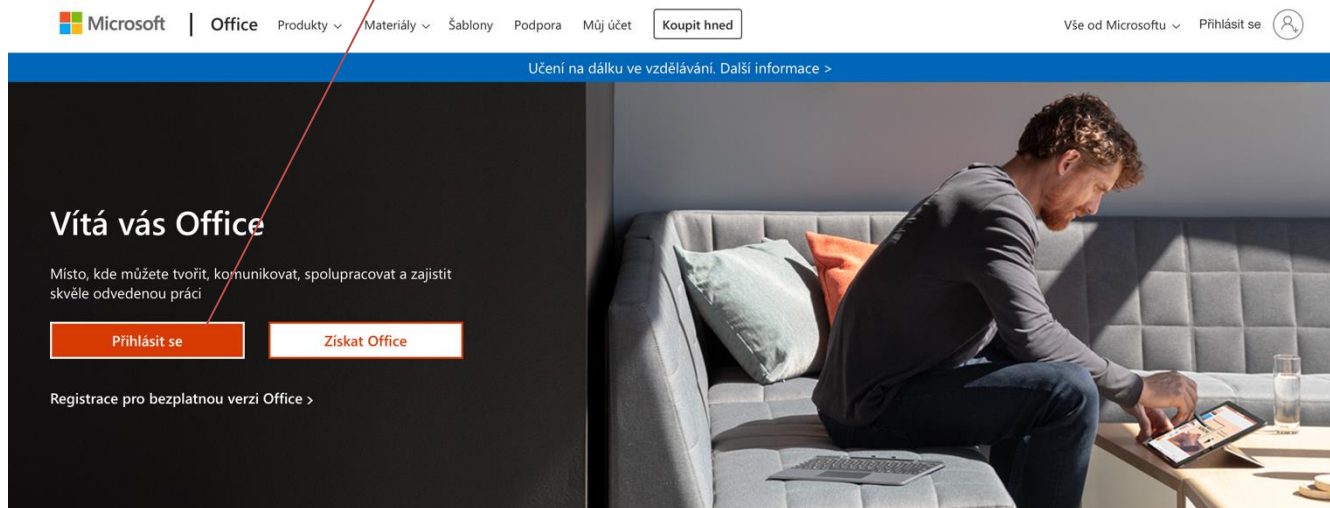 Microsoft Office Produkty Materiály Šablony Podpora Můj účet Koupit hned Vše od Microsoftu Přihlásit se
Učení na dálku ve vzdělávání. Další informace >
Vítá vás Office
Místo, kde můžete tvořit, komunikovat, spolupracovat a zajistit
skvěle odvedenou práci
Přihlásit se Získat Office
Registrace pro bezplatnou verzi Office >